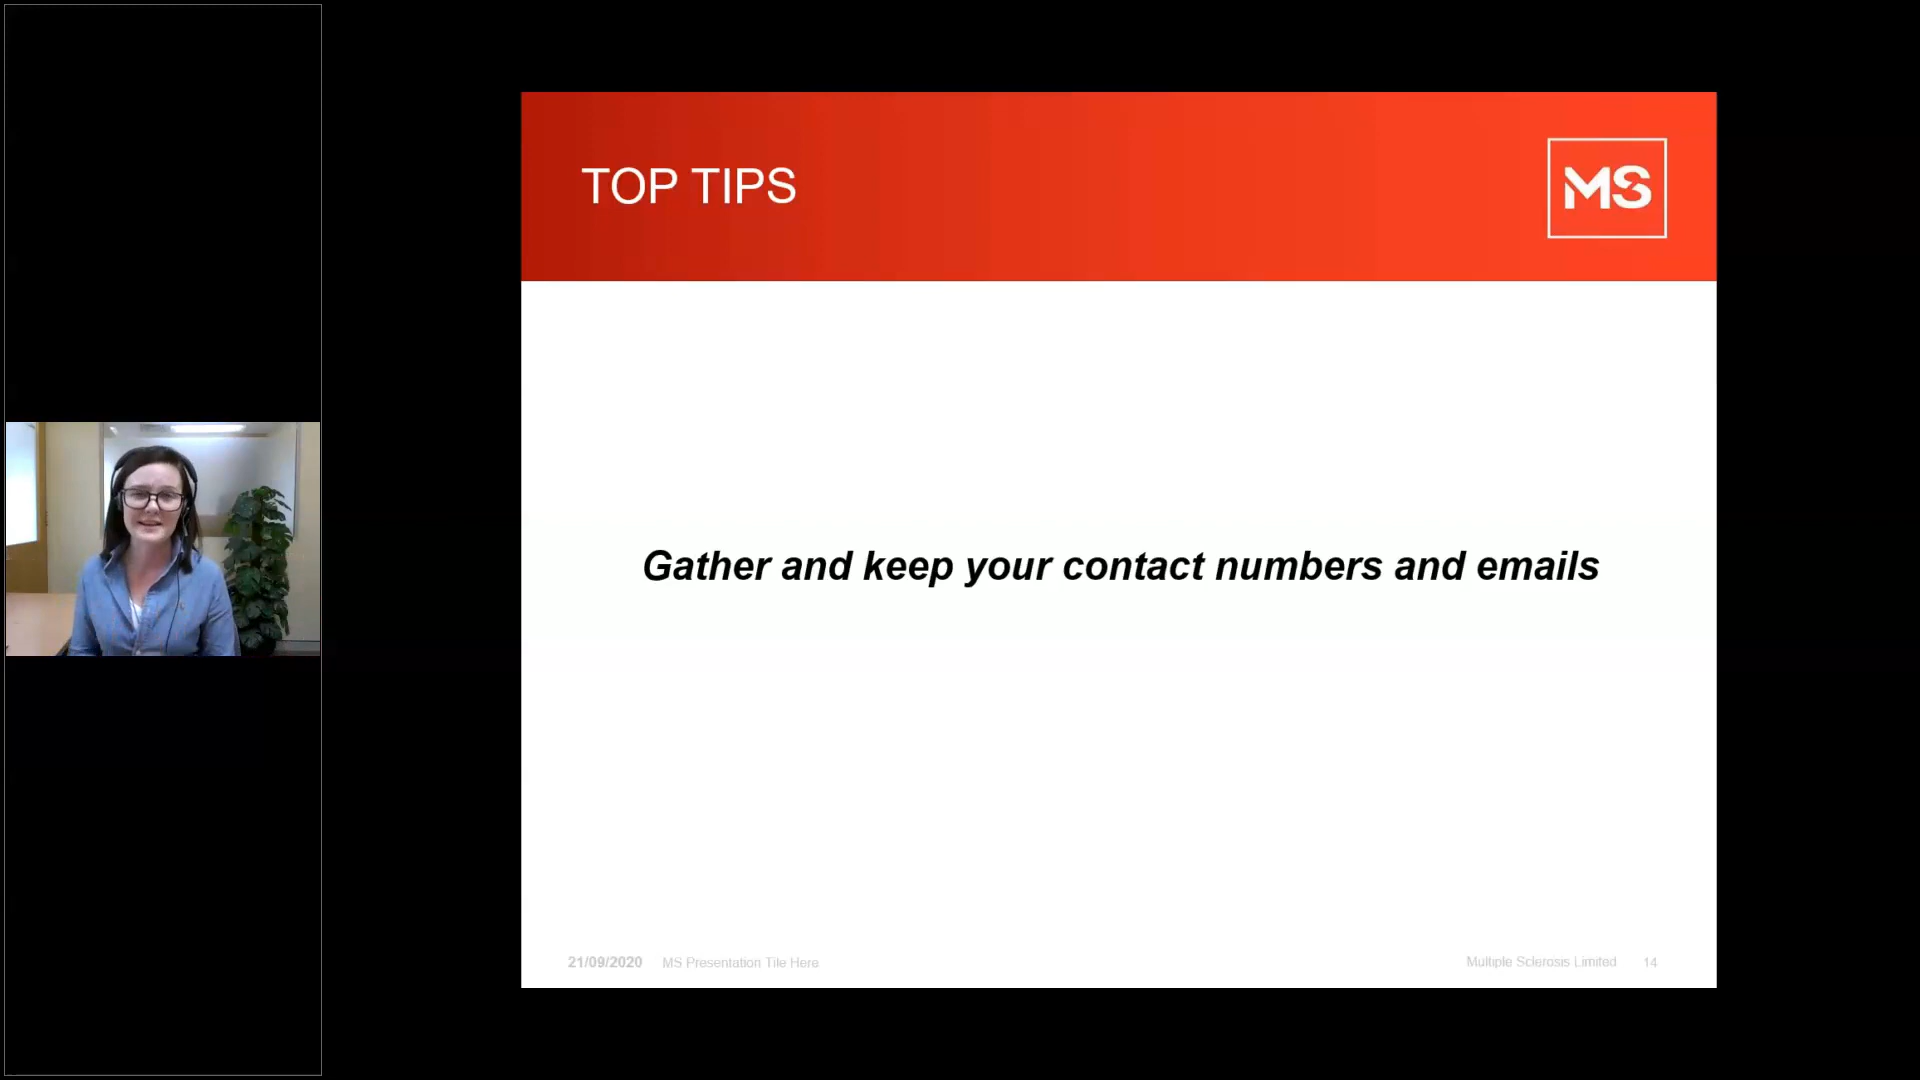 TOP TIPS
MS
Gather and keep your contact numbers and emails
21/09/2020 MS Presentation Tile Here
Multiple Sclerosis Limited 14